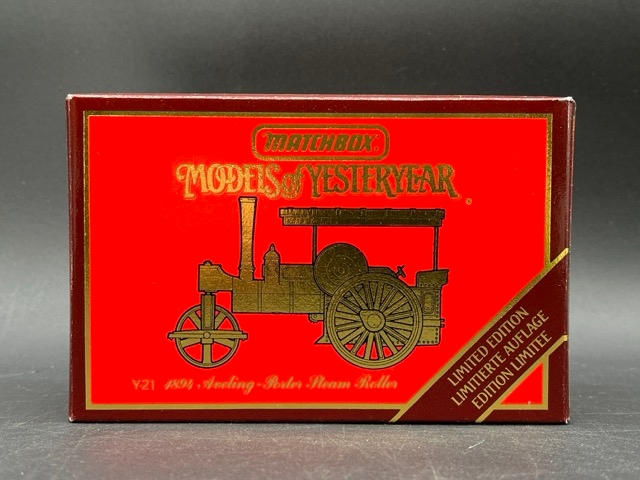 MATCHBOX
MODELS of YESTERYEAR
Y-21 1894 Aveling-Porter Steam Roller
LIMITED EDITION
LIMITIERTE AUFLAGE
EDITION LIMITEE